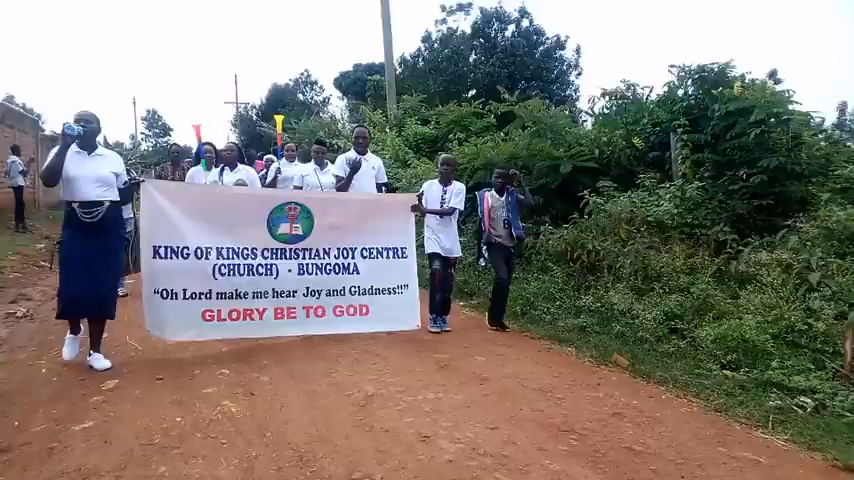 KING OF KINGS CHRISTIAN JOY CENTRE
(CHURCH) - BUNGOMA
"Oh Lord make me hear Joy and Gladness!!"
GLORY BE TO GOD